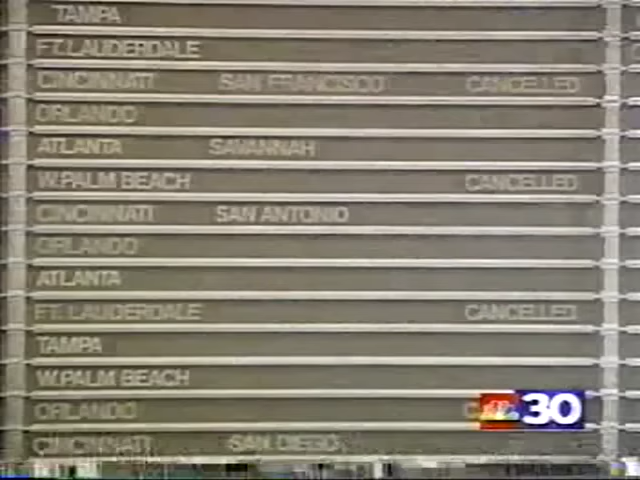 TAMPA
FT. LAUDERDALE
CINCINNATI SAN FRANCISCO CANCELLED
ORLANDO
ATLANTA SAVANNAH
W. PALM BEACH CANCELLED
CINCINNATI SAN ANTONIO
ORLANDO
ATLANTA
FT. LAUDERDALE CANCELLED
TAMPA
W. PALM BEACH
ORLANDO 30
CINCINNATI SAN DIEGO